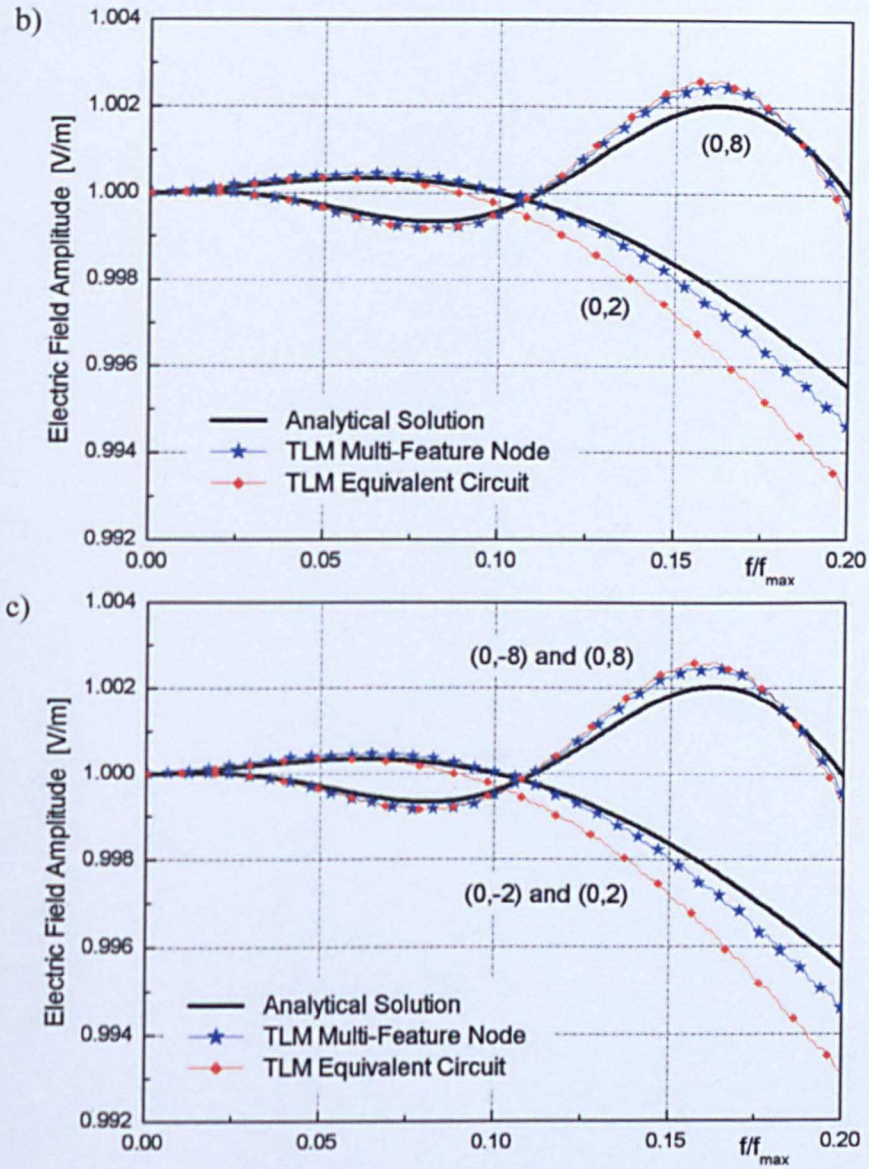 b)
1.004
1.002
1.000
0.998
0.996
0.994
0.992
Electric Field Amplitude [V/m]
(0,8)
(0,2)
Analytical Solution
TLM Multi-Feature Node
TLM Equivalent Circuit
0.00
0.05
0.10
0.15
0.20
f/fmax
c)
1.004
1.002
1.000
0.998
0.996
0.994
0.992
Electric Field Amplitude [V/m]
(0,-8) and (0,8)
(0,-2) and (0,2)
Analytical Solution
TLM Multi-Feature Node
TLM Equivalent Circuit
0.00
0.05
0.10
0.15
0.20
f/fmax